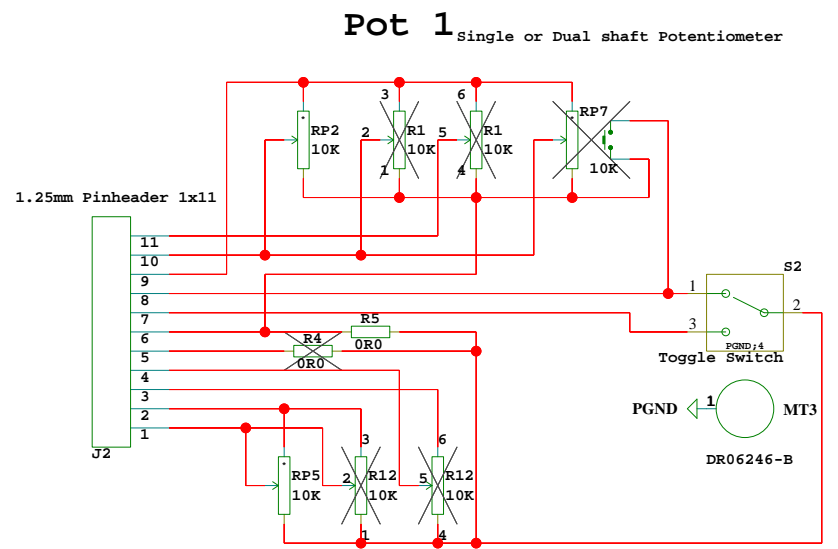 Pot 1 Single or Dual shaft Potentiometer
3 6 RP7
RP2 2 R1 5 R1
10K 10K 10K
1 4 10K
1.25mm Pinheader 1x11
11
10
9
8
7
6
5
4
3
2
1
J2
R5
R4
0R0
0R0
S2
1
2
3
PGND;4
Toggle Switch
PGND 1 MT3
DR06246-B
3 6
RP5 2 R12 5 R12
10K 10K 10K
1 4